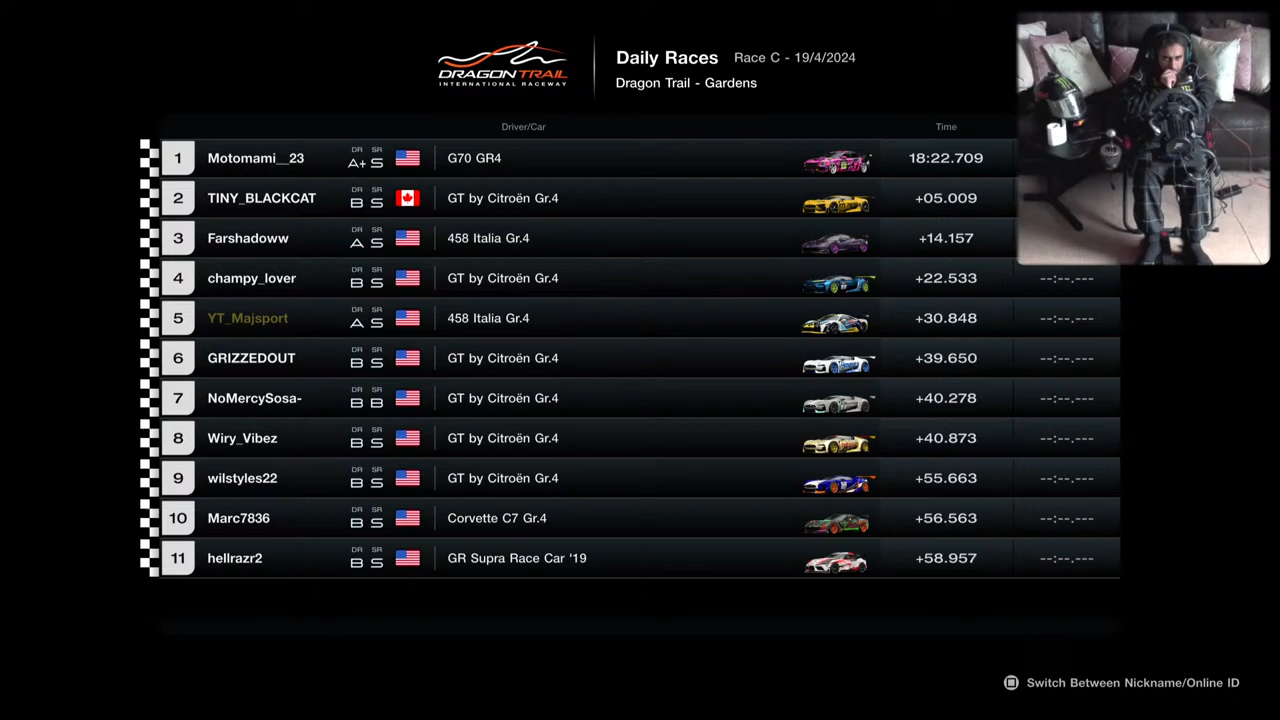 DRAGON TRAIL
INTERNATIONAL RACEWAY
Daily Races Race C - 19/4/2024
Dragon Trail - Gardens
Driver/Car Time
1 Motomami__23 DR A+ SR S G70 GR4 18:22.709
2 TINY_BLACKCAT DR B SR S GT by Citroën Gr.4 +05.009
3 Farshadoww DR A SR S 458 Italia Gr.4 +14.157
4 champy_lover DR B SR S GT by Citroën Gr.4 +22.533 --:--.---
5 YT_Majsport DR A SR S 458 Italia Gr.4 +30.848 --:--.---
6 GRIZZEDOUT DR B SR S GT by Citroën Gr.4 +39.650 --:--.---
7 NoMercySosa- DR B SR B GT by Citroën Gr.4 +40.278 --:--.---
8 Wiry_Vibez DR B SR S GT by Citroën Gr.4 +40.873 --:--.---
9 wilstyles22 DR B SR S GT by Citroën Gr.4 +55.663 --:--.---
10 Marc7836 DR B SR S Corvette C7 Gr.4 +56.563 --:--.---
11 hellrazr2 DR B SR S GR Supra Race Car '19 +58.957 --:--.---
Switch Between Nickname/Online ID